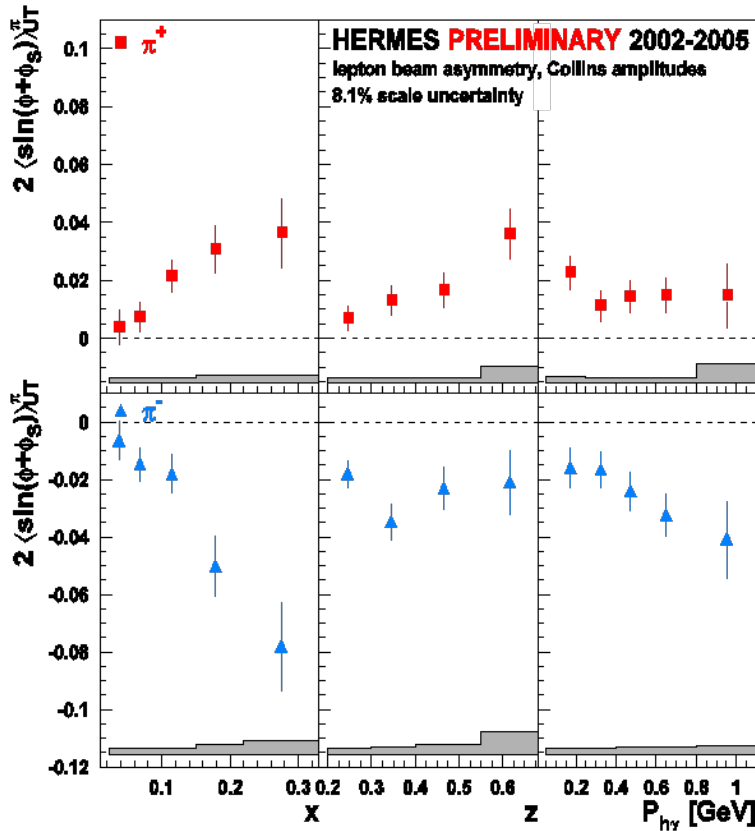 HERMES PRELIMINARY 2002-2005
lepton beam asymmetry, Collins amplitudes
8.1% scale uncertainty
π+
2 ⟨sin(ϕ+ϕS)⟩πUT
0.1
0.08
0.06
0.04
0.02
0
π-
2 ⟨sin(ϕ+ϕS)⟩πUT
0
-0.02
-0.04
-0.06
-0.08
-0.1
-0.12
0.1 0.2 0.3 0.2 0.3 0.4 0.5 0.6 0.2 0.4 0.6 0.8 1
x z Phγ [GeV]